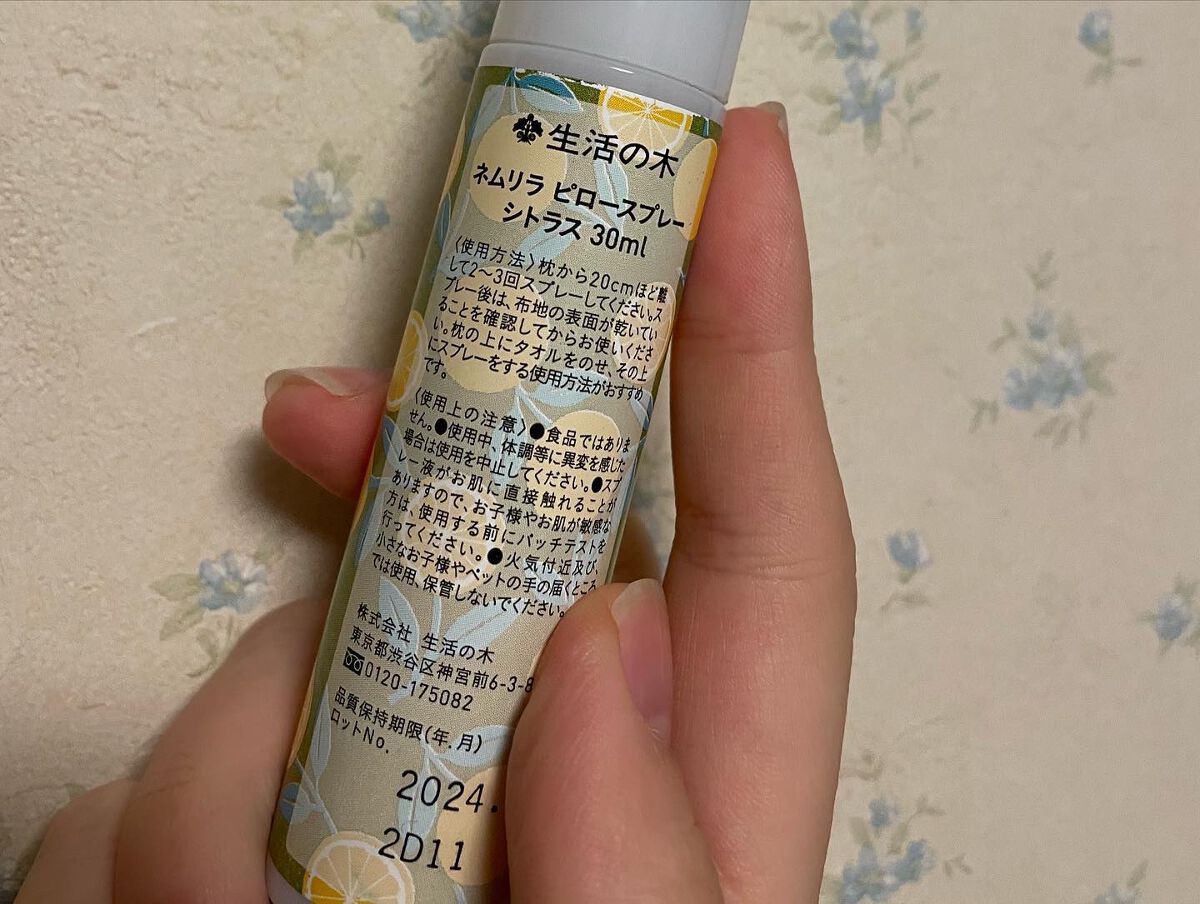 生活の木
ネムリラ ピロースプレー
シトラス 30ml
〈使用方法〉枕から20cmほど離
して2〜3回スプレーしてください。ス
プレー後は、布地の表面が乾いてい
ることを確認してからお使いくださ
い。枕の上にタオルをのせ、その上
にスプレーをする使用方法がおすすめ
です。
〈使用上の注意〉●食品ではありま
せん。●使用中、体調等に異変を感じた
場合は使用を中止してください。●スプ
レー液がお肌に直接触れることが
ありますので、お子様やお肌が敏感な
方は、使用する前にパッチテストを
行ってください。●火気付近及び、
小さなお子様やペットの手の届くところ
では使用、保管しないでください。
株式会社 生活の木
東京都渋谷区神宮前6-3-8
0120-175082
品質保持期限(年.月)
ロットNo.
2024.
2D11